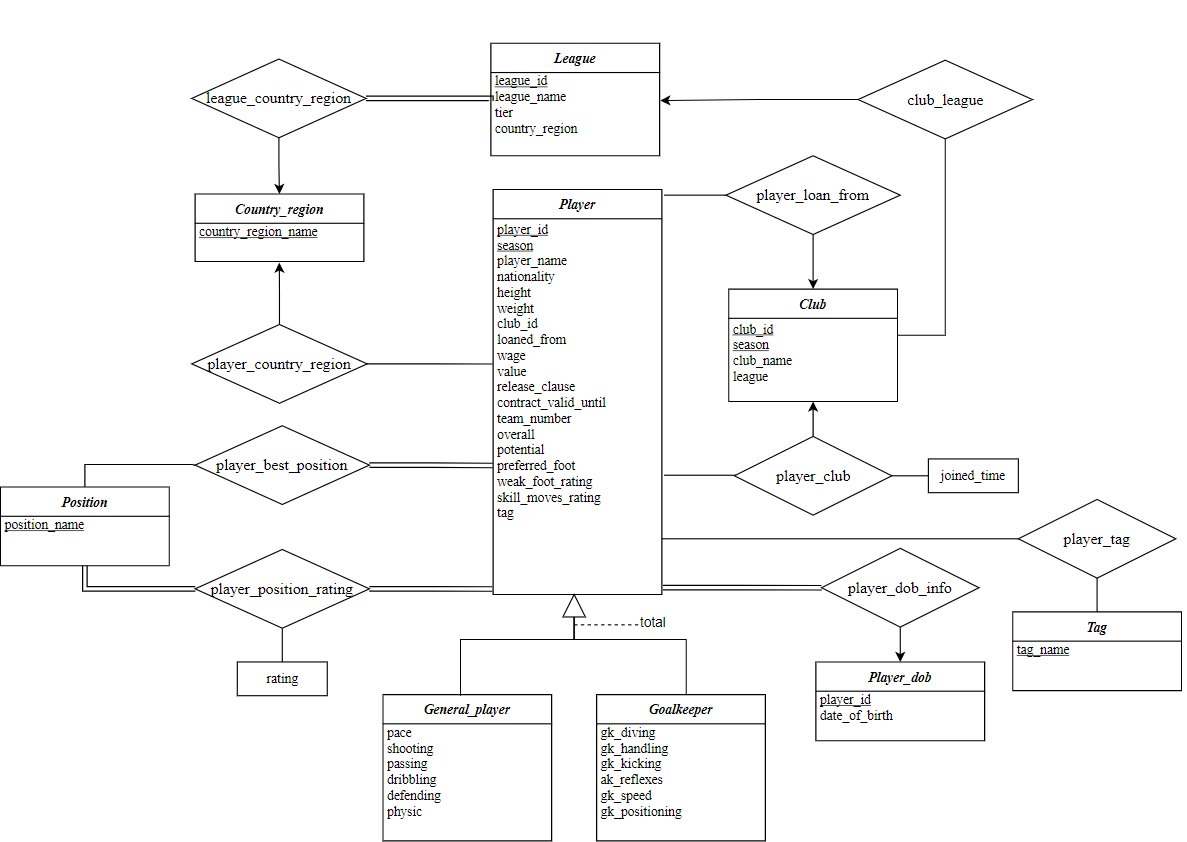 League
league_id
league_name
tier
country_region
league_country_region
club_league
player_loan_from
Country_region
country_region_name
Player
player_id
season
player_name
nationality
height
weight
club_id
loaned_from
wage
value
release_clause
contract_valid_until
team_number
overall
potential
preferred_foot
weak_foot_rating
skill_moves_rating
tag
Club
club_id
season
club_name
league
player_country_region
player_best_position
player_club
joined_time
Position
position_name
player_tag
player_position_rating
player_dob_info
total
Tag
tag_name
rating
Player_dob
player_id
date_of_birth
General_player
pace
shooting
passing
dribbling
defending
physic
Goalkeeper
gk_diving
gk_handling
gk_kicking
ak_reflexes
gk_speed
gk_positioning